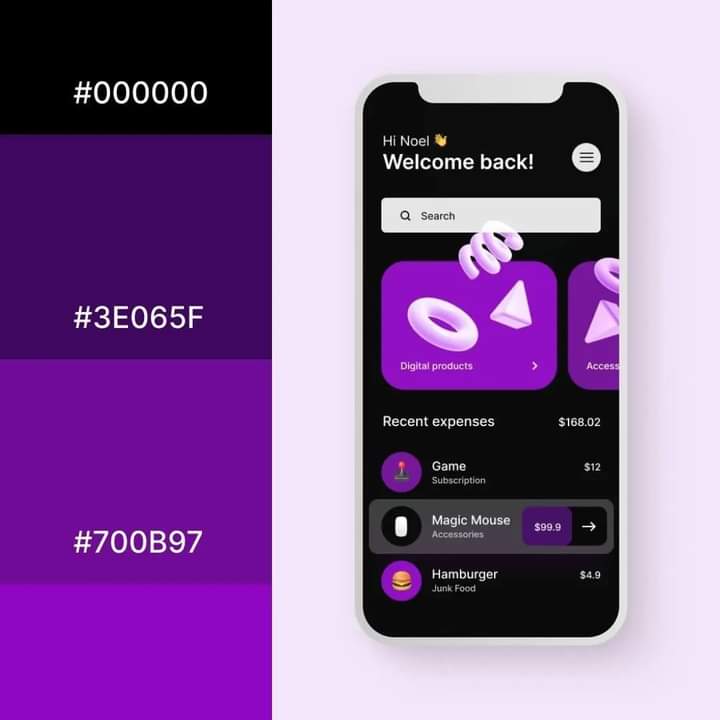 #000000
#3E065F
#700B97
Hi Noel 👋
Welcome back!
Search
Digital products
Access
Recent expenses $168.02
Game
Subscription
$12
Magic Mouse
Accessories
$99.9
Hamburger
Junk Food
$4.9